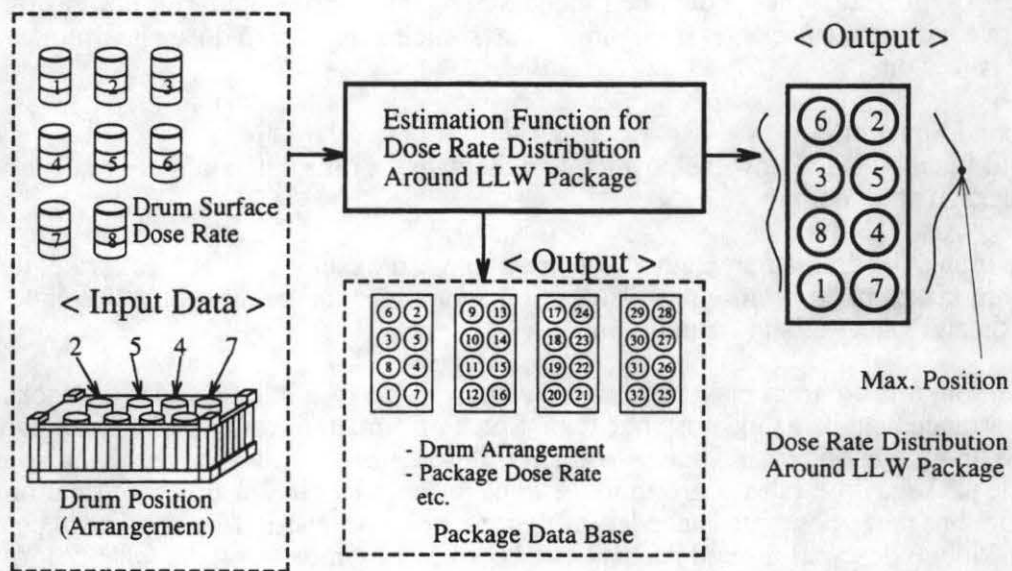 1 2 3
4 5 6
7 8
Drum Surface
Dose Rate
< Input Data >
2 5 4 7
Drum Position
(Arrangement)
Estimation Function for
Dose Rate Distribution
Around LLW Package
< Output >
6 2 9 13 17 24 29 28
3 5 10 14 18 23 30 27
8 4 11 15 19 22 31 26
1 7 12 16 20 21 32 25
- Drum Arrangement
- Package Dose Rate
etc.
Package Data Base
< Output >
6 2
3 5
8 4
1 7
Max. Position
Dose Rate Distribution
Around LLW Package